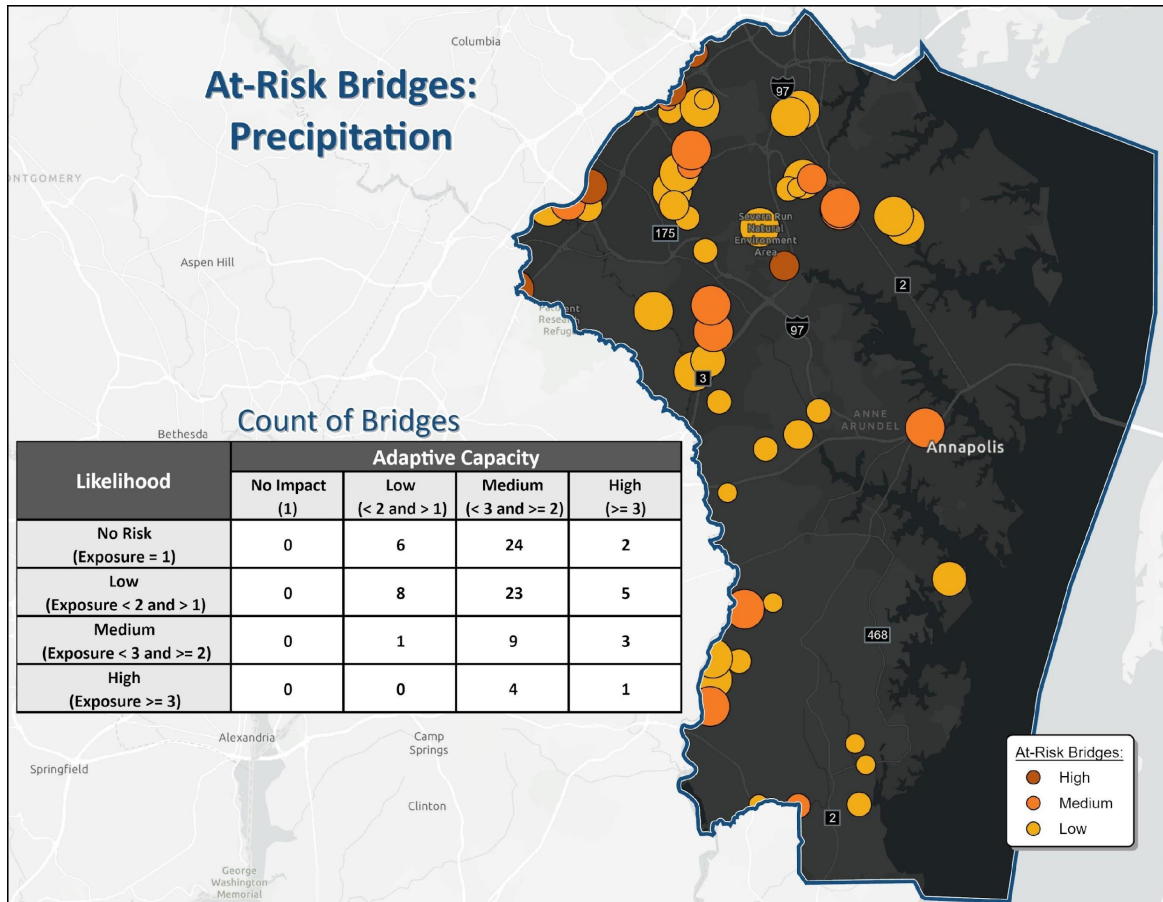 Columbia
At-Risk Bridges:
Precipitation
97
ONTGOMERY
175
Severn Run
Natural
Environment
Area
Aspen Hill
2
Research
Refuge
97
3
Count of Bridges
ANNE
ARUNDEL
Bethesda
Annapolis
Likelihood
Adaptive Capacity
No Impact
(1)
Low
(< 2 and > 1)
Medium
(< 3 and >= 2)
High
(>= 3)
No Risk
(Exposure = 1)
0
6
24
2
Low
(Exposure < 2 and > 1)
0
8
23
5
Medium
(Exposure < 3 and >= 2)
0
1
9
3
High
(Exposure >= 3)
0
0
4
1
468
Alexandria
Camp
Springs
Springfield
Clinton
At-Risk Bridges:
High
Medium
Low
2
George
Washington
Memorial